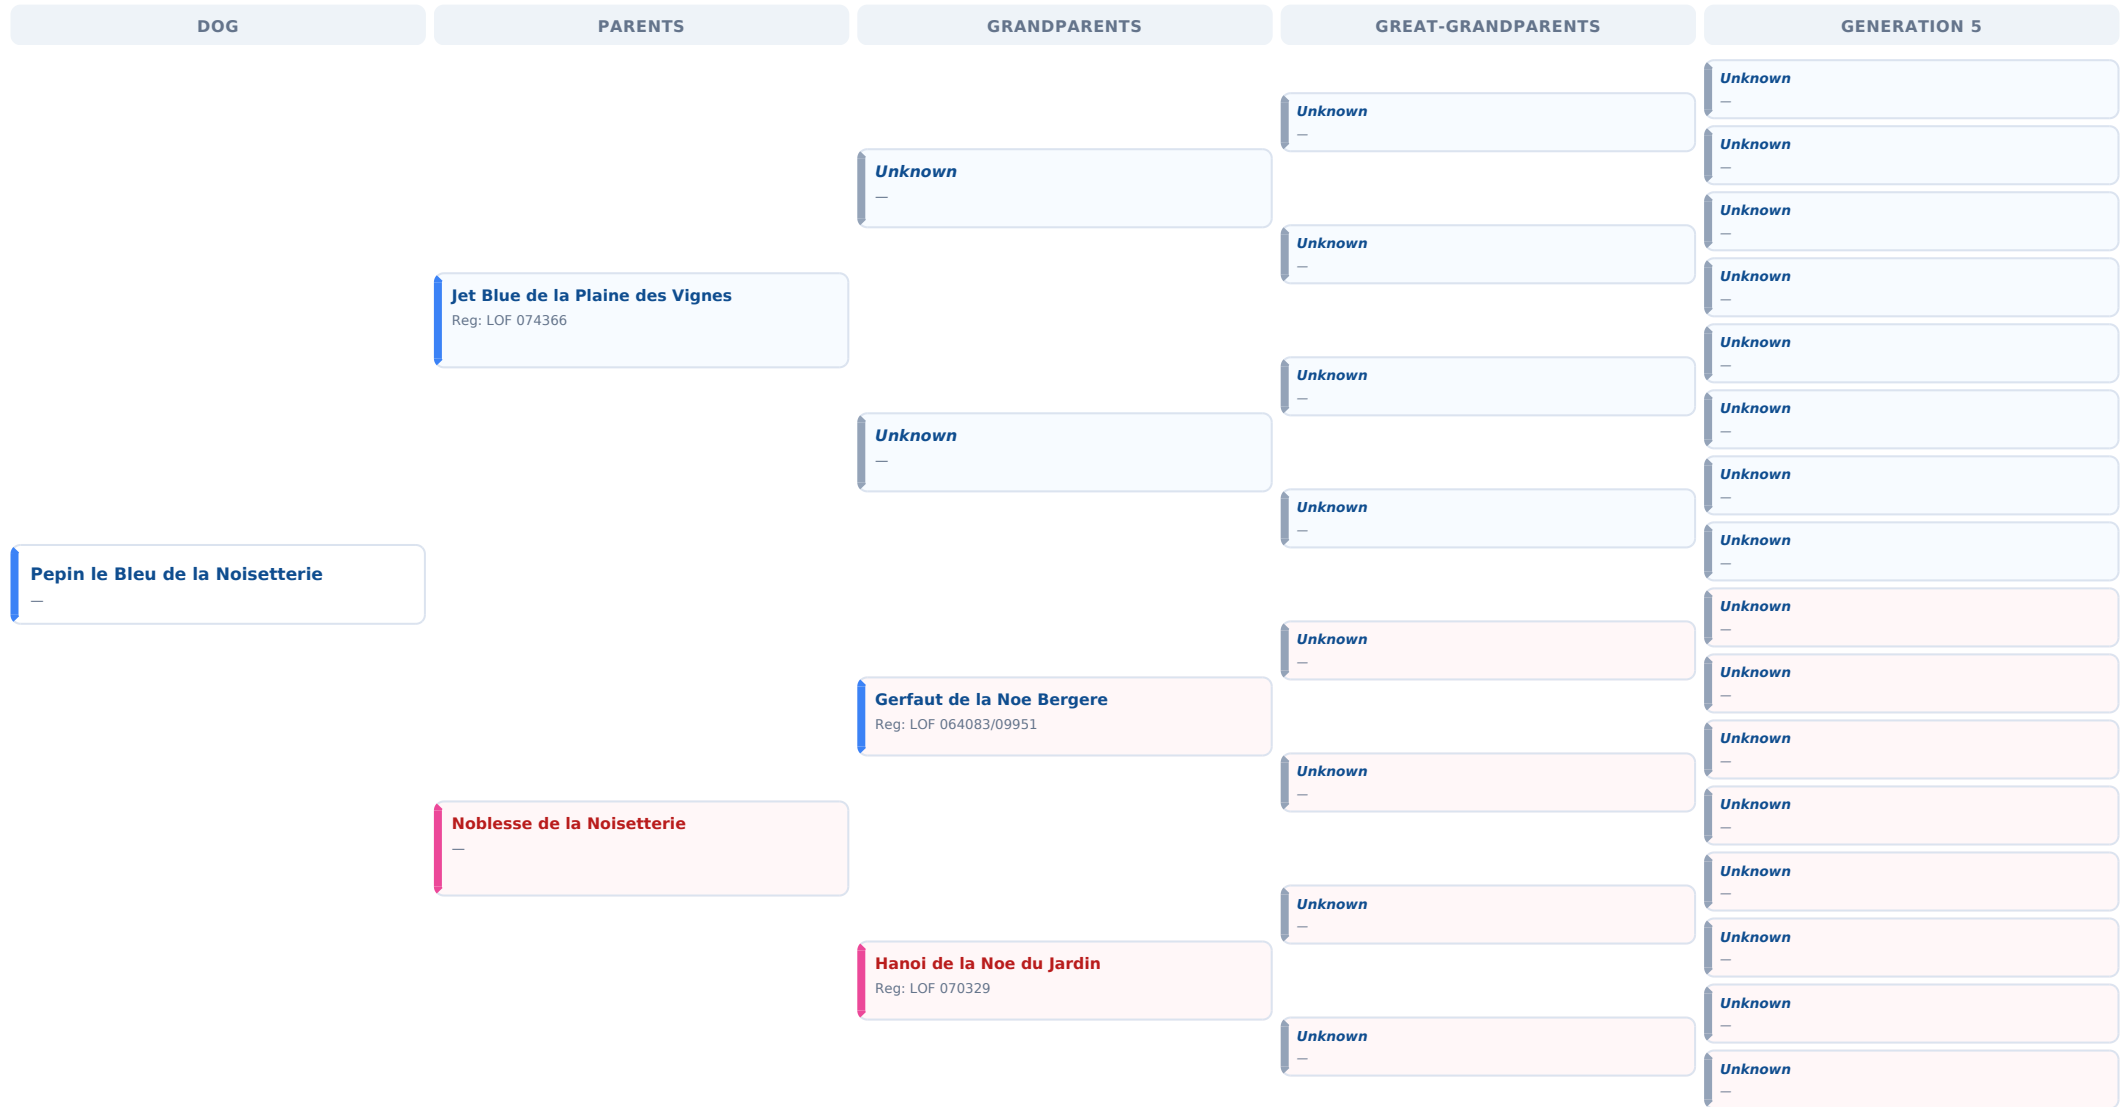 DOG
PARENTS
GRANDPARENTS
GREAT-GRANDPARENTS
GENERATION 5
Pepin le Bleu de la Noisetterie
—
Jet Blue de la Plaine des Vignes
Reg: LOF 074366
Noblesse de la Noisetterie
—
Unknown
—
Unknown
—
Gerfaut de la Noe Bergere
Reg: LOF 064083/09951
Hanoi de la Noe du Jardin
Reg: LOF 070329
Unknown
—
Unknown
—
Unknown
—
Unknown
—
Unknown
—
Unknown
—
Unknown
—
Unknown
—
Unknown
—
Unknown
—
Unknown
—
Unknown
—
Unknown
—
Unknown
—
Unknown
—
Unknown
—
Unknown
—
Unknown
—
Unknown
—
Unknown
—
Unknown
—
Unknown
—
Unknown
—
Unknown
—